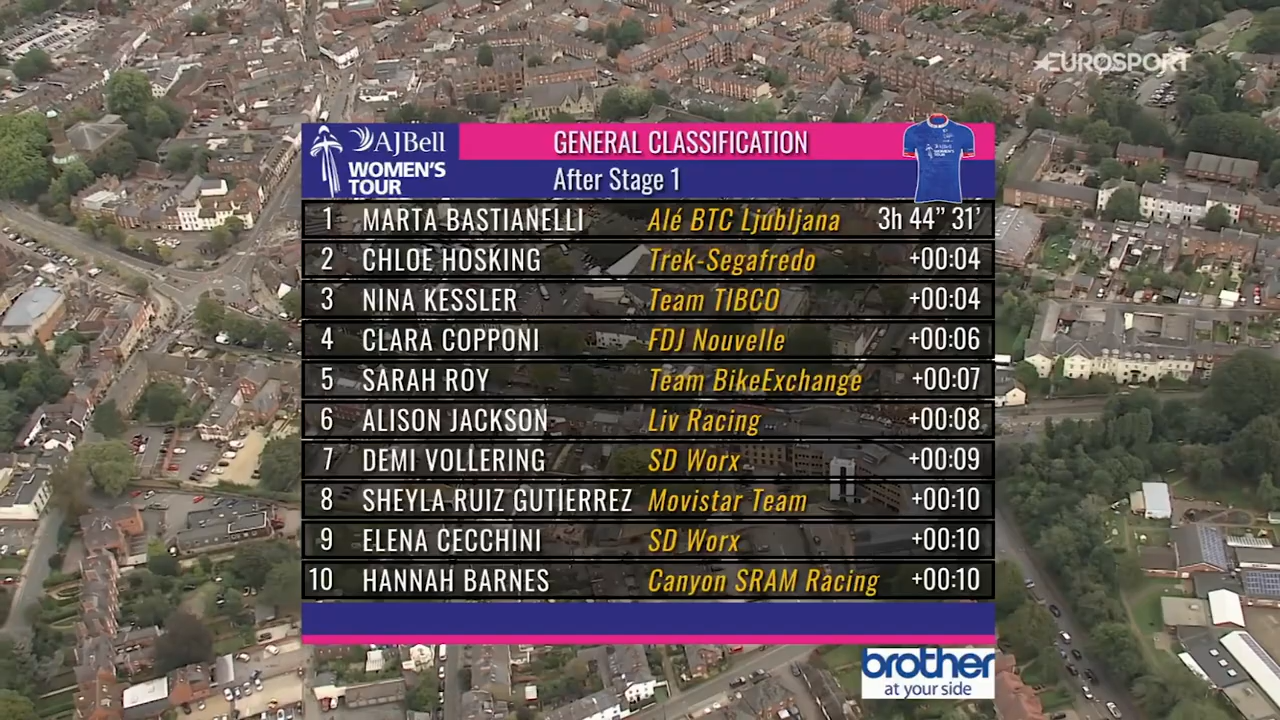 EUROSPORT
AJBell
WOMEN'S
TOUR
GENERAL CLASSIFICATION
After Stage 1
AJBell
WOMEN'S
TOUR
1 MARTA BASTIANELLI Alé BTC Ljubljana 3h 44” 31’
2 CHLOE HOSKING Trek-Segafredo +00:04
3 NINA KESSLER Team TIBCO +00:04
4 CLARA COPPONI FDJ Nouvelle +00:06
5 SARAH ROY Team BikeExchange +00:07
6 ALISON JACKSON Liv Racing +00:08
7 DEMI VOLLERING SD Worx +00:09
8 SHEYLA RUIZ GUTIERREZ Movistar Team +00:10
9 ELENA CECCHINI SD Worx +00:10
10 HANNAH BARNES Canyon SRAM Racing +00:10
brother
at your side